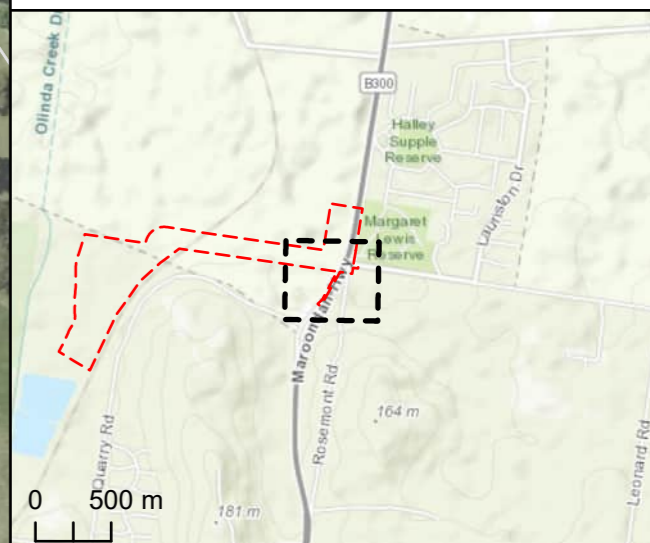 Olinda Creek Dr
B300
Halley
Supple
Reserve
Launston Dr
Margaret
Lewis
Reserve
Maroondah Hwy
Rosemont Rd
164 m
Quarry Rd
Leonard Rd
0 500 m
181 m